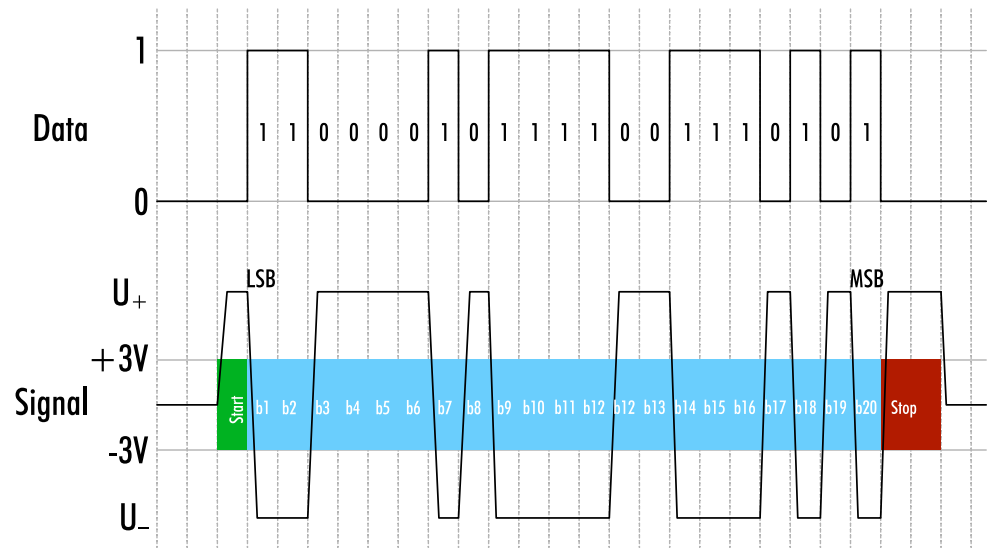 1
Data 1 1 0 0 0 0 1 0 1 1 1 1 0 0 1 1 1 0 1 0 1
0
LSB MSB
U+
+3V
Signal Start b1 b2 b3 b4 b5 b6 b7 b8 b9 b10 b11 b12 b12 b13 b14 b15 b16 b17 b18 b19 b20 Stop
-3V
U-